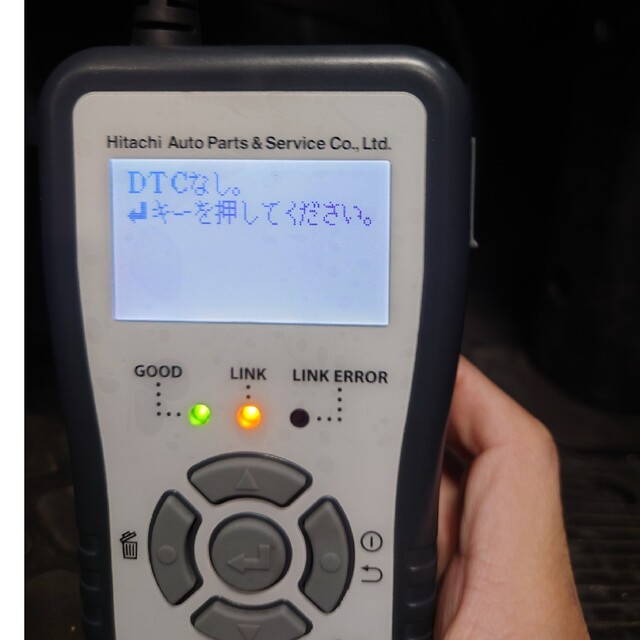 Hitachi Auto Parts & Service Co., Ltd.
DTCなし。
↵キーを押してください。
GOOD
LINK
LINK ERROR